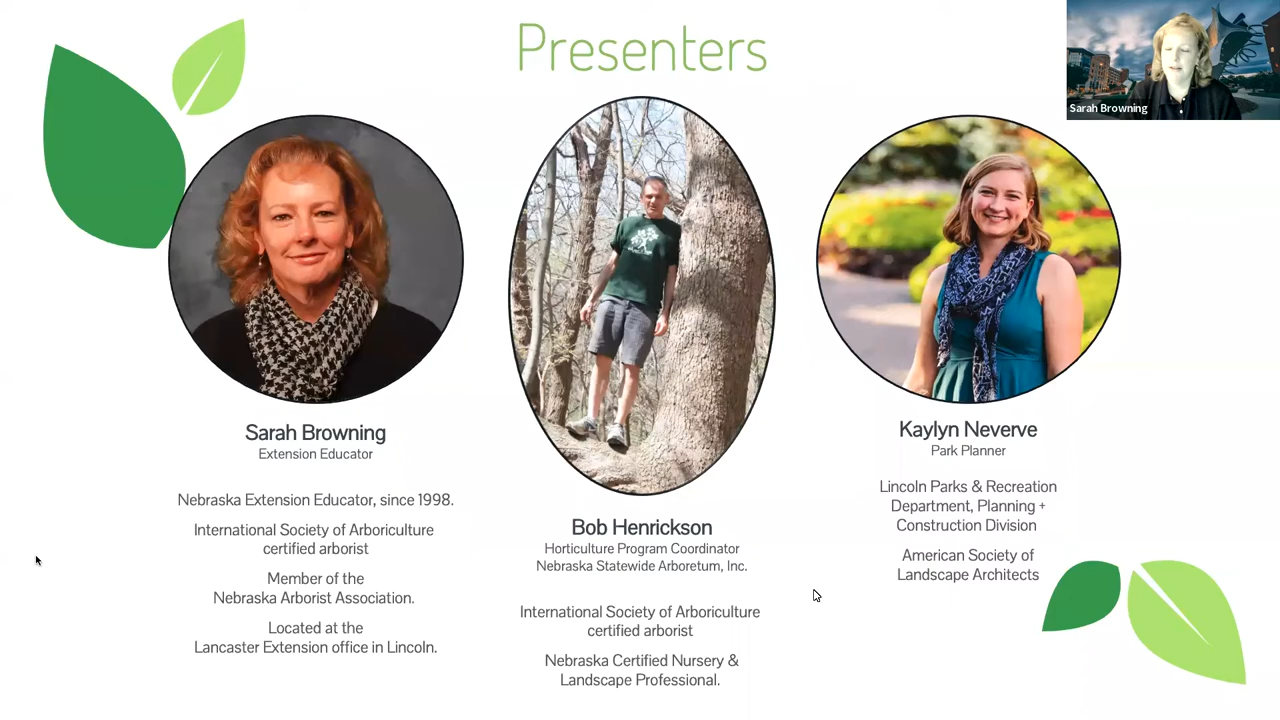 Presenters
Sarah Browning
Sarah Browning
Extension Educator
Nebraska Extension Educator, since 1998.
International Society of Arboriculture
certified arborist
Member of the
Nebraska Arborist Association.
Located at the
Lancaster Extension office in Lincoln.
Bob Henrickson
Horticulture Program Coordinator
Nebraska Statewide Arboretum, Inc.
International Society of Arboriculture
certified arborist
Nebraska Certified Nursery &
Landscape Professional.
Kaylyn Neverve
Park Planner
Lincoln Parks & Recreation
Department, Planning +
Construction Division
American Society of
Landscape Architects